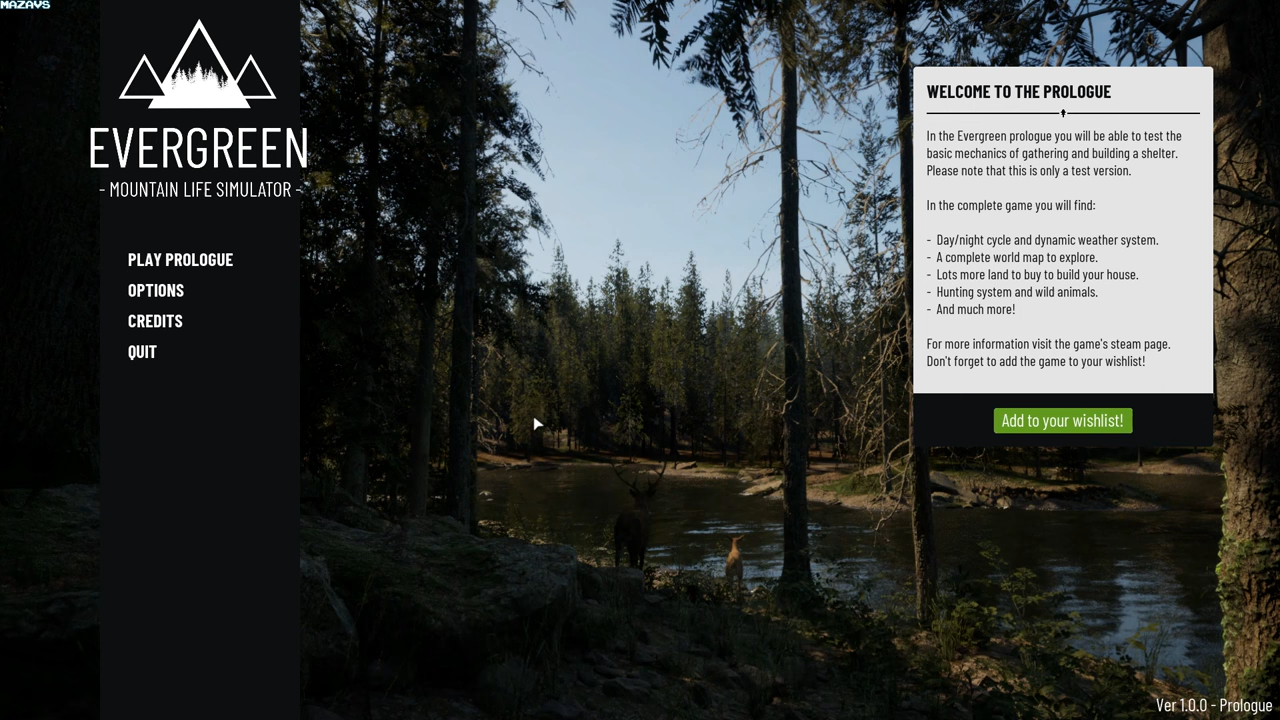 MAZAVS
EVERGREEN
- MOUNTAIN LIFE SIMULATOR -
PLAY PROLOGUE
OPTIONS
CREDITS
QUIT
WELCOME TO THE PROLOGUE
In the Evergreen prologue you will be able to test the
basic mechanics of gathering and building a shelter.
Please note that this is only a test version.
In the complete game you will find:
- Day/night cycle and dynamic weather system.
- A complete world map to explore.
- Lots more land to buy to build your house.
- Hunting system and wild animals.
- And much more!
For more information visit the game's steam page.
Don't forget to add the game to your wishlist!
Add to your wishlist!
Ver 1.0.0 - Prologue